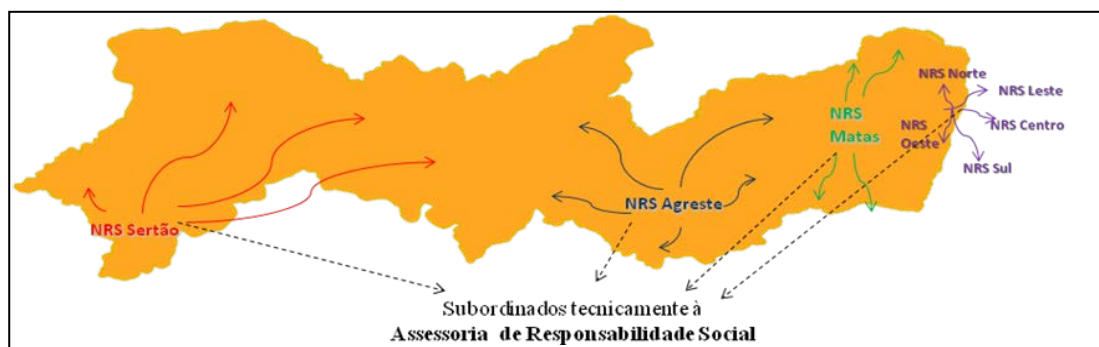 NRS Norte
NRS Leste
NRS
Matas
NRS
Oeste
NRS Centro
NRS Sul
NRS Agreste
NRS Sertão
Subordinados tecnicamente à
Assessoria de Responsabilidade Social